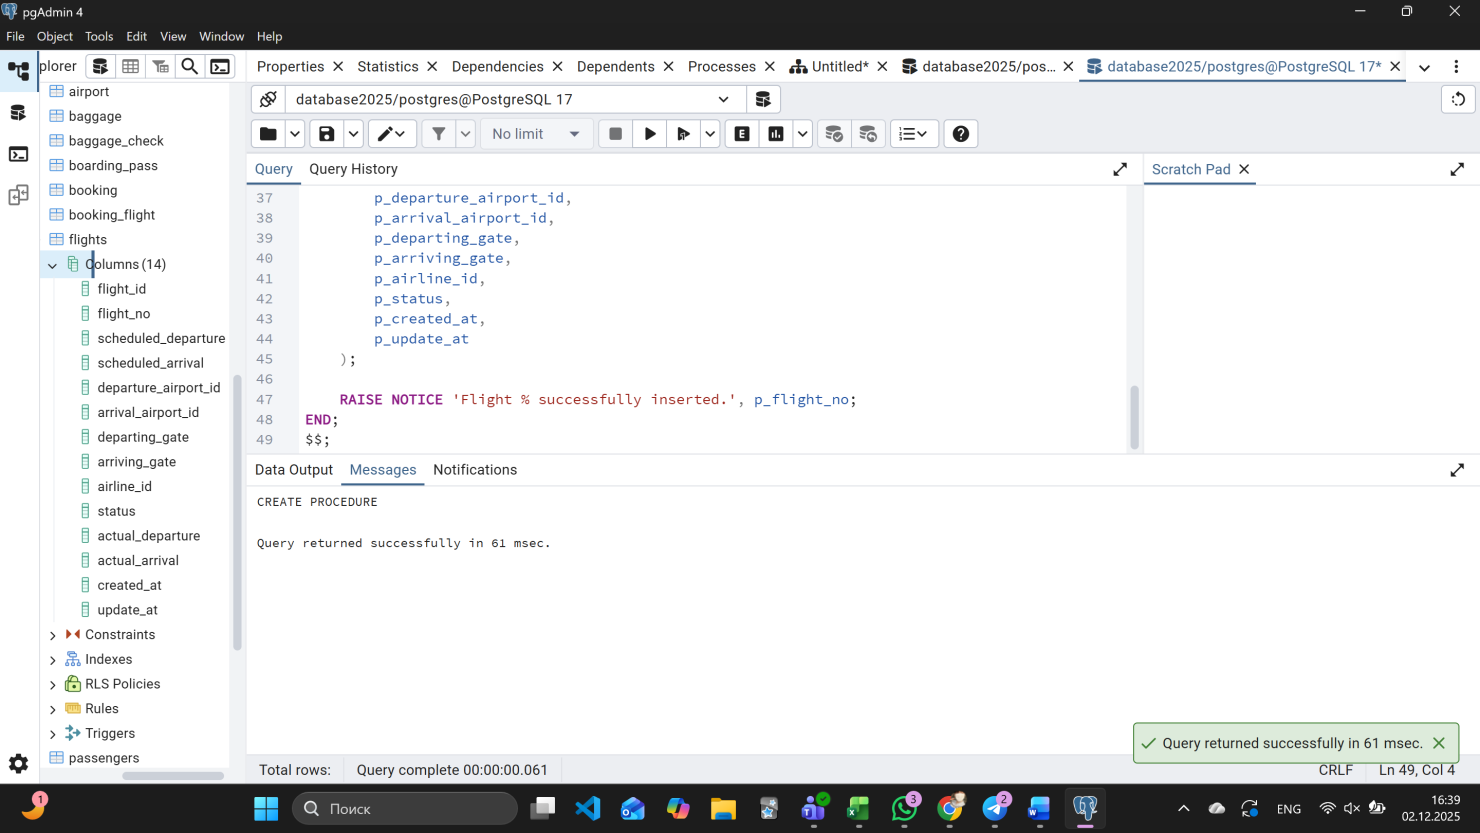 pgAdmin 4
File Object Tools Edit View Window Help
plorer
Properties Statistics Dependencies Dependents Processes Untitled* database2025/pos... database2025/postgres@PostgreSQL 17*
database2025/postgres@PostgreSQL 17
No limit
E
Query Query History
Scratch Pad
airport
baggage
baggage_check
boarding_pass
booking
booking_flight
flights
Columns (14)
flight_id
flight_no
scheduled_departure
scheduled_arrival
departure_airport_id
arrival_airport_id
departing_gate
arriving_gate
airline_id
status
actual_departure
actual_arrival
created_at
update_at
Constraints
Indexes
RLS Policies
Rules
Triggers
passengers
37 p_departure_airport_id,
38 p_arrival_airport_id,
39 p_departing_gate,
40 p_arriving_gate,
41 p_airline_id,
42 p_status,
43 p_created_at,
44 p_update_at
45 );
46
47 RAISE NOTICE 'Flight % successfully inserted.', p_flight_no;
48 END;
49 $$;
Data Output Messages Notifications
CREATE PROCEDURE
Query returned successfully in 61 msec.
Query returned successfully in 61 msec.
Total rows: Query complete 00:00:00.061
CRLF Ln 49, Col 4
1
Поиск
3
2
ENG
16:39
02.12.2025